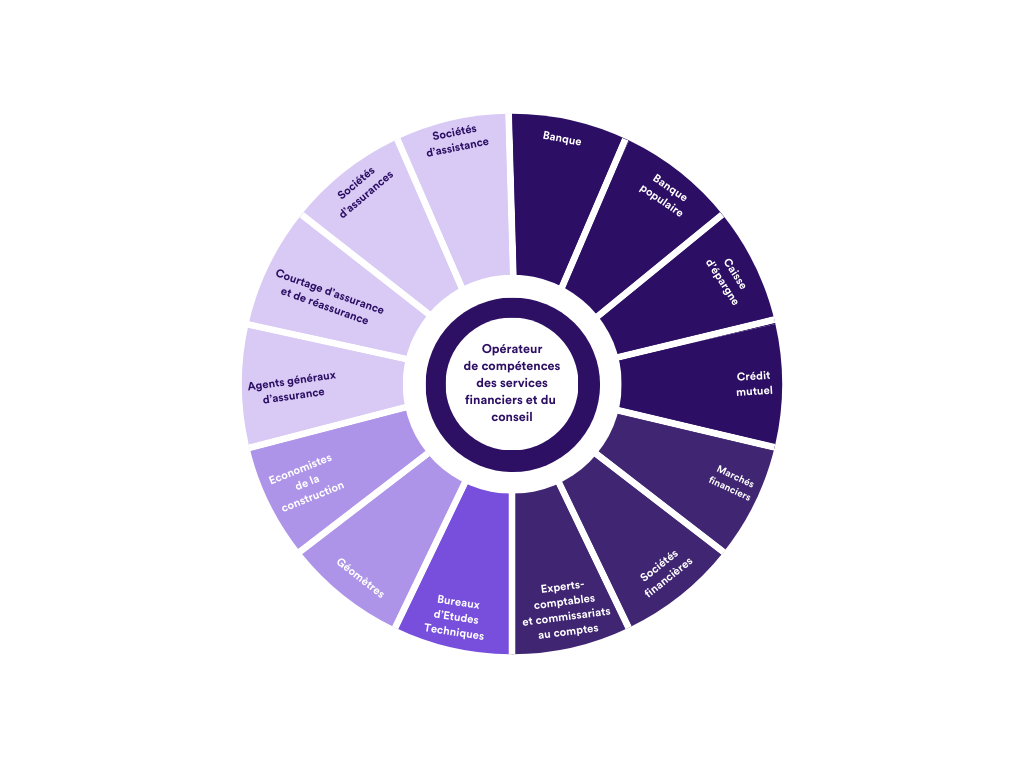 Banque
Banque
populaire
Caisse
d'épargne
Crédit
mutuel
Marchés
financiers
Sociétés
financières
Experts-
comptables
et commissariats
au comptes
Bureaux
d'Etudes
Techniques
Géomètres
Economistes
de la
construction
Agents généraux
d'assurance
Courtage d'assurance
et de réassurance
Sociétés
d'assurances
Sociétés
d'assistance
Opérateur
de compétences
des services
financiers et du
conseil